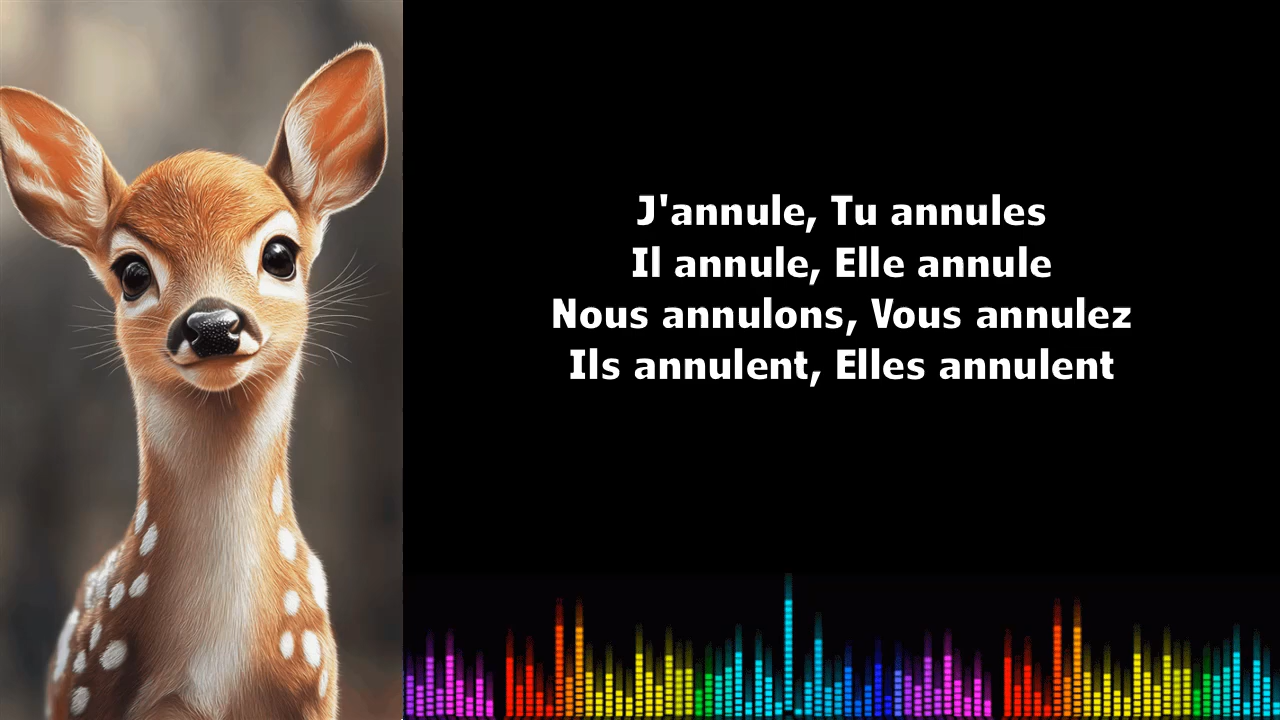 J'annule, Tu annules
Il annule, Elle annule
Nous annulons, Vous annulez
Ils annulent, Elles annulent